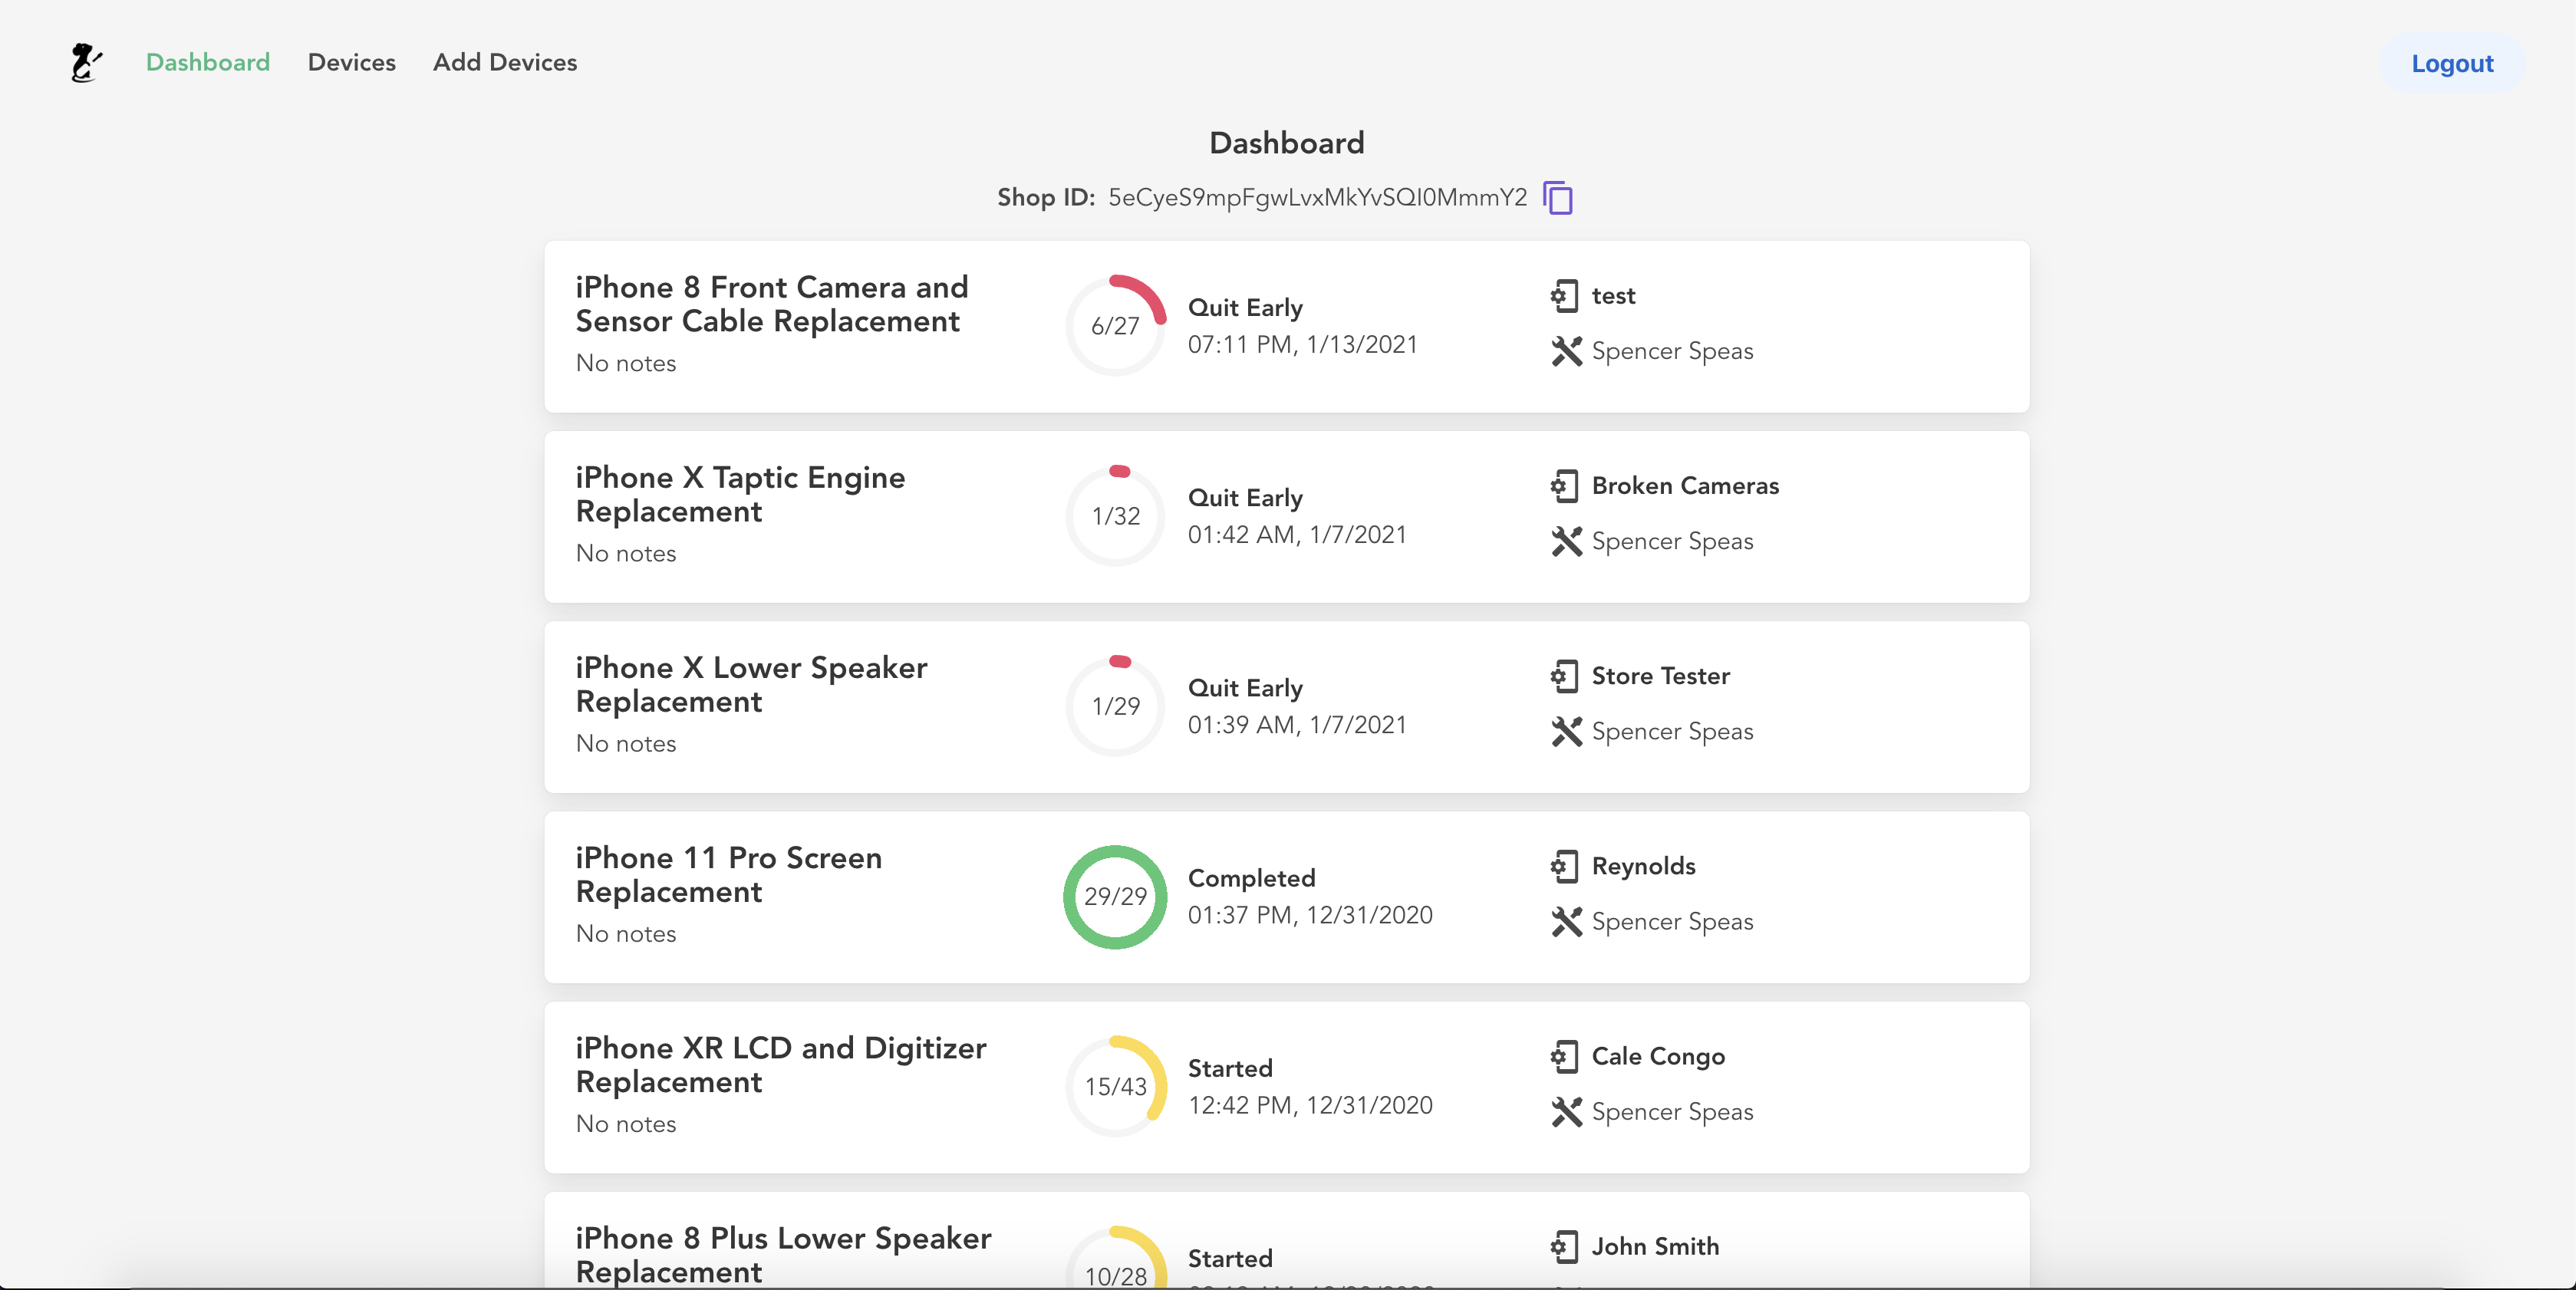 Dashboard Devices Add Devices Logout
Dashboard
Shop ID: 5eCyeS9mpFgwLvxMkYvSQI0MmmY2
iPhone 8 Front Camera and
Sensor Cable Replacement
No notes
6/27
Quit Early
07:11 PM, 1/13/2021
test
Spencer Speas
iPhone X Taptic Engine
Replacement
No notes
1/32
Quit Early
01:42 AM, 1/7/2021
Broken Cameras
Spencer Speas
iPhone X Lower Speaker
Replacement
No notes
1/29
Quit Early
01:39 AM, 1/7/2021
Store Tester
Spencer Speas
iPhone 11 Pro Screen
Replacement
No notes
29/29
Completed
01:37 PM, 12/31/2020
Reynolds
Spencer Speas
iPhone XR LCD and Digitizer
Replacement
No notes
15/43
Started
12:42 PM, 12/31/2020
Cale Congo
Spencer Speas
iPhone 8 Plus Lower Speaker
Replacement
10/28
Started
John Smith